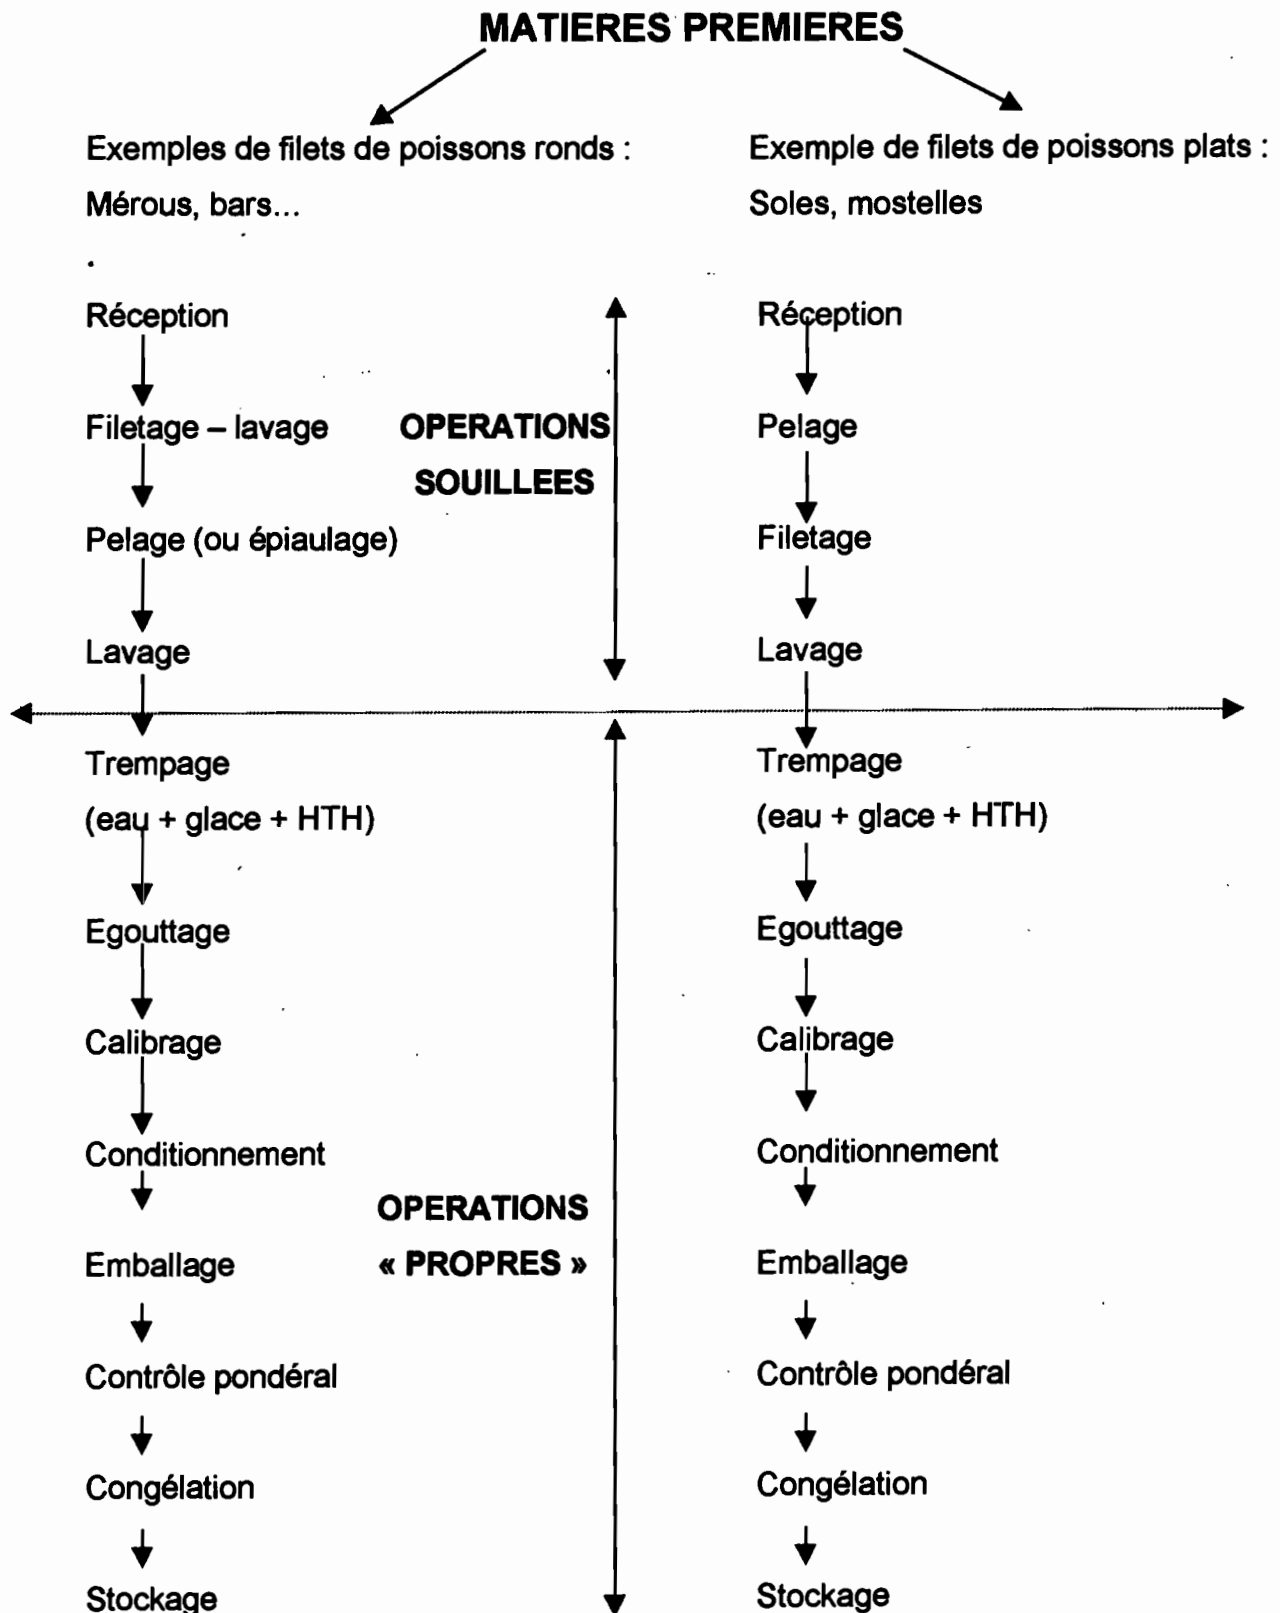 MATIERES PREMIERES
Exemples de filets de poissons ronds :
Mérous, bars...
Exemple de filets de poissons plats :
Soles, mostelles
Réception
Filetage – lavage
Pelage (ou épiaulage)
Lavage
OPERATIONS
SOUILLEES
Réception
Pelage
Filetage
Lavage
Trempage
(eau + glace + HTH)
Egouttage
Calibrage
Conditionnement
Emballage
Contrôle pondéral
Congélation
Stockage
OPERATIONS
« PROPRES »
Trempage
(eau + glace + HTH)
Egouttage
Calibrage
Conditionnement
Emballage
Contrôle pondéral
Congélation
Stockage